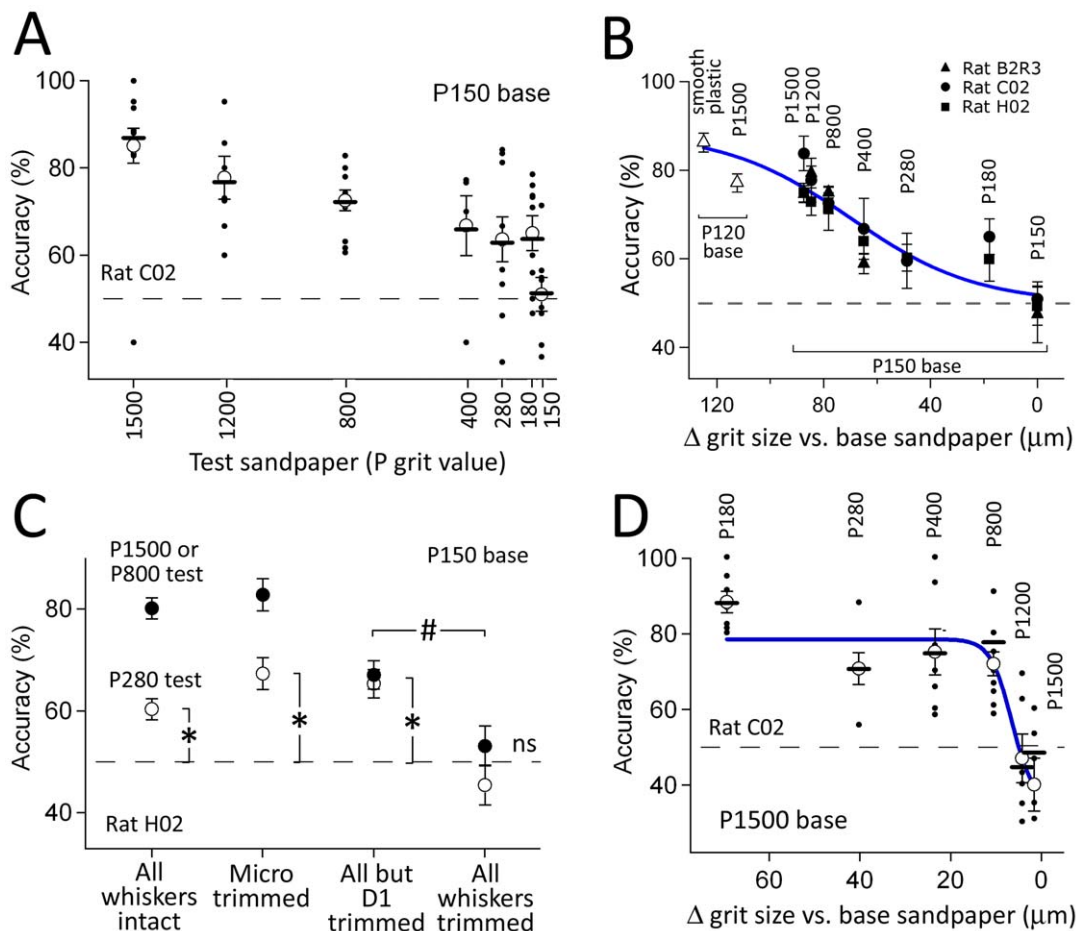 A
Accuracy (%)
100
80
60
40
P150 base
Rat C02
1500
1200
800
400
280
180
150
Test sandpaper (P grit value)
B
Accuracy (%)
100
80
60
40
smooth
plastic
P1500
P1500
P1200
P800
P400
P280
P180
P150
▲ Rat B2R3
● Rat C02
■ Rat H02
P120
base
P150 base
120
80
40
0
Δ grit size vs. base sandpaper (μm)
C
Accuracy (%)
80
60
40
P1500 or
P800 test
P150 base
P280 test
*
*
*
#
ns
Rat H02
All
whiskers
intact
Micro
trimmed
All but
D1
trimmed
All
whiskers
trimmed
D
Accuracy (%)
100
80
60
40
P180
P280
P400
P800
P1200
P1500
Rat C02
P1500 base
60
40
20
0
Δ grit size vs. base sandpaper (μm)